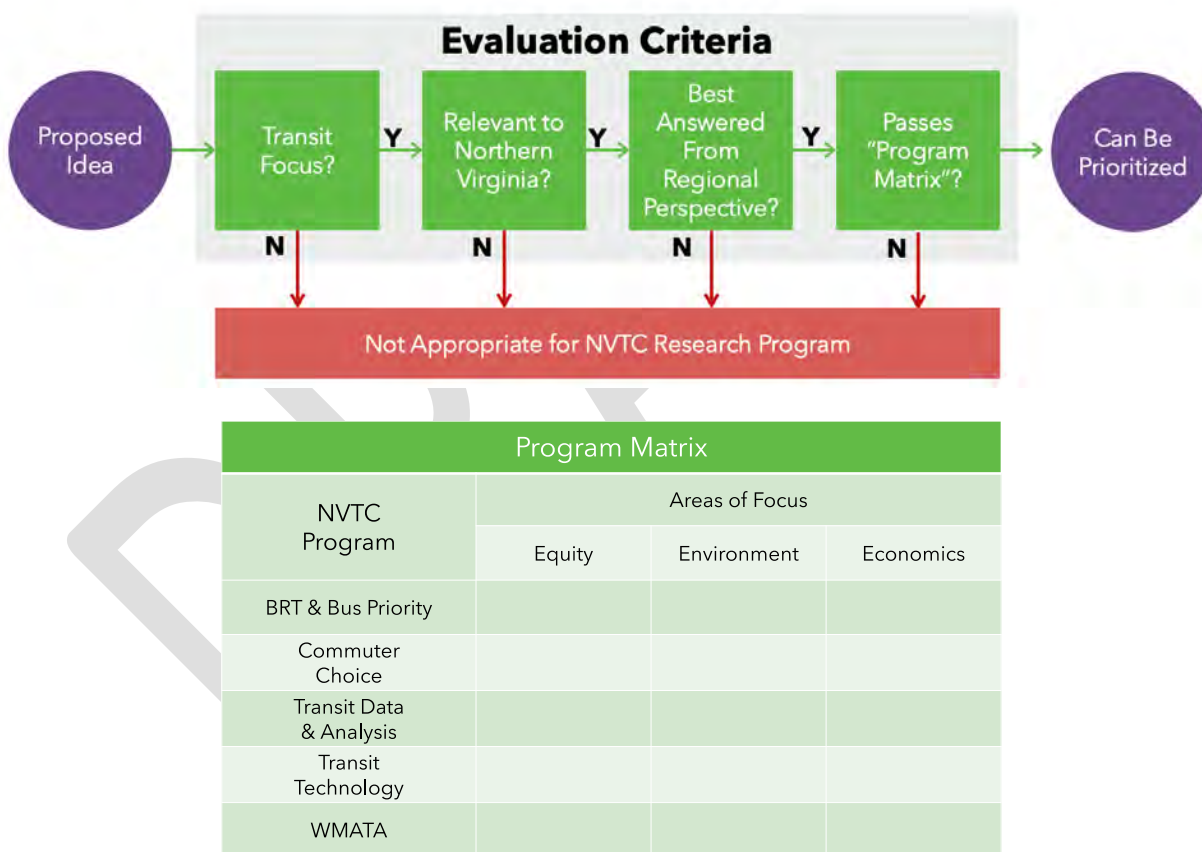 Evaluation Criteria
Proposed
Idea
Transit
Focus?
Y
Relevant to
Northern
Virginia?
Y
Best
Answered
From
Regional
Perspective?
Y
Passes
"Program
Matrix"?
Can Be
Prioritized
N
N
N
N
Not Appropriate for NVTC Research Program
Program Matrix
NVTC
Program
Areas of Focus
Equity
Environment
Economics
BRT & Bus Priority
Commuter
Choice
Transit Data
& Analysis
Transit
Technology
WMATA